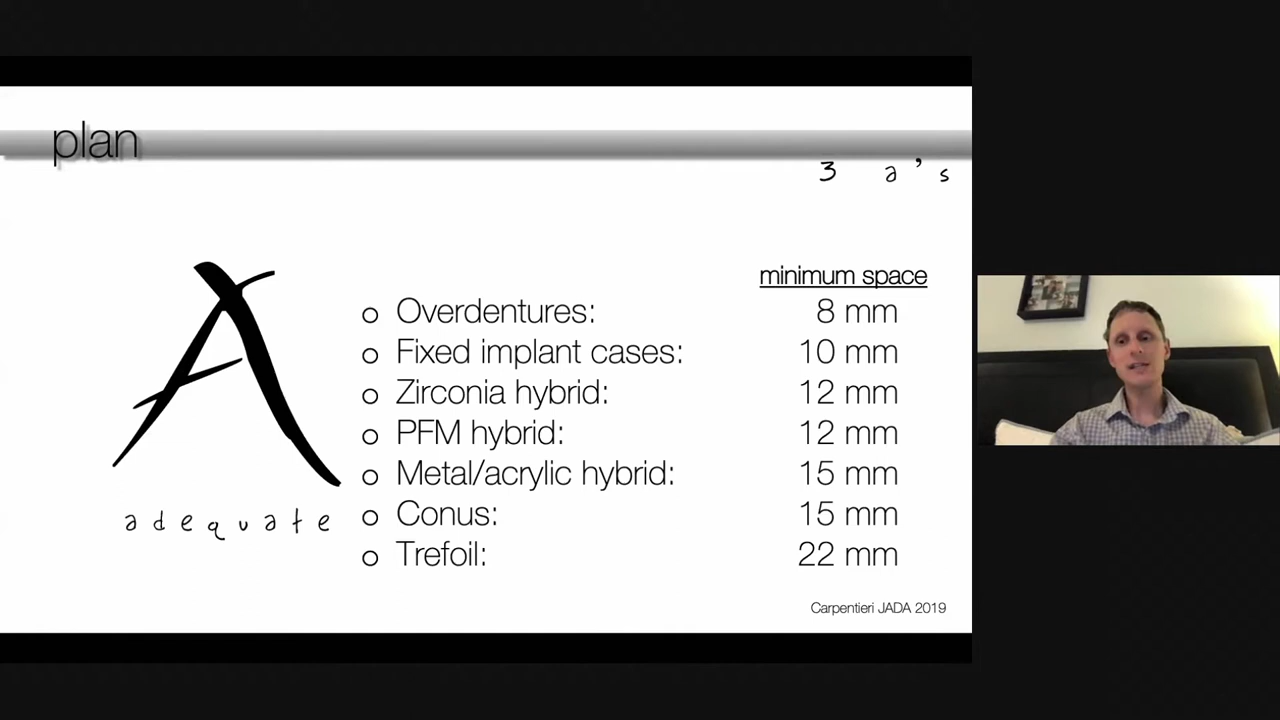 plan
3 a's
minimum space
Overdentures: 8 mm
Fixed implant cases: 10 mm
Zirconia hybrid: 12 mm
PFM hybrid: 12 mm
Metal/acrylic hybrid: 15 mm
Conus: 15 mm
Trefoil: 22 mm
A
adequate
Carpentieri JADA 2019